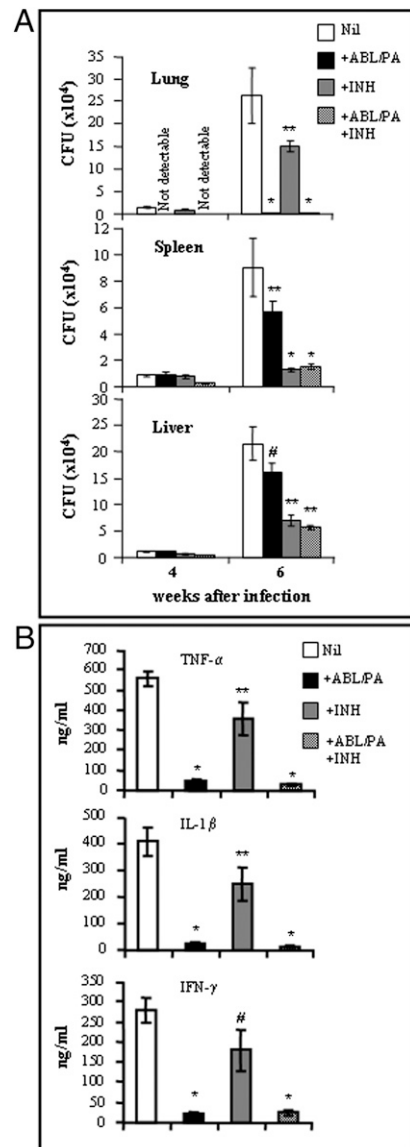 A
Nil
+ABL/PA
+INH
+ABL/PA
+INH
Lung
CFU (x10⁴)
35
30
25
20
15
10
5
0
Not detectable
Not detectable
**
*
*
Spleen
CFU (x10⁴)
12
10
8
6
4
2
0
**
*
*
Liver
CFU (x10⁴)
30
25
20
15
10
5
0
#
**
**
4
6
weeks after infection
B
Nil
+ABL/PA
+INH
+ABL/PA
+INH
TNF-α
ng/ml
700
600
500
400
300
200
100
0
*
**
*
IL-1β
ng/ml
500
400
300
200
100
0
*
**
*
IFN-γ
ng/ml
350
300
250
200
150
100
50
0
*
#
*